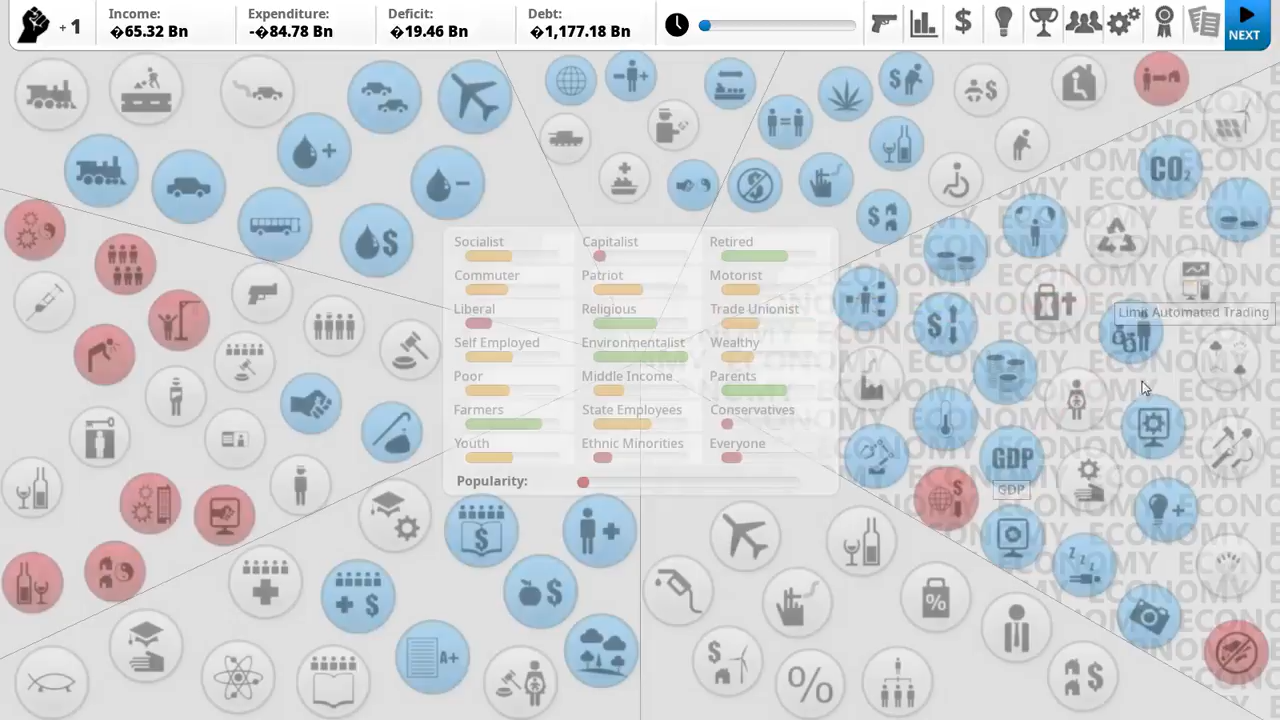 + 1
Income:
�65.32 Bn
Expenditure:
-�84.78 Bn
Deficit:
�19.46 Bn
Debt:
�1,177.18 Bn
NEXT
Socialist
Capitalist
Retired
Commuter
Patriot
Motorist
Liberal
Religious
Trade Unionist
Self Employed
Environmentalist
Wealthy
Poor
Middle Income
Parents
Farmers
State Employees
Conservatives
Youth
Ethnic Minorities
Everyone
Popularity:
CO2
Limit Automated Trading
GDP
GDP
A+
ECONOMY